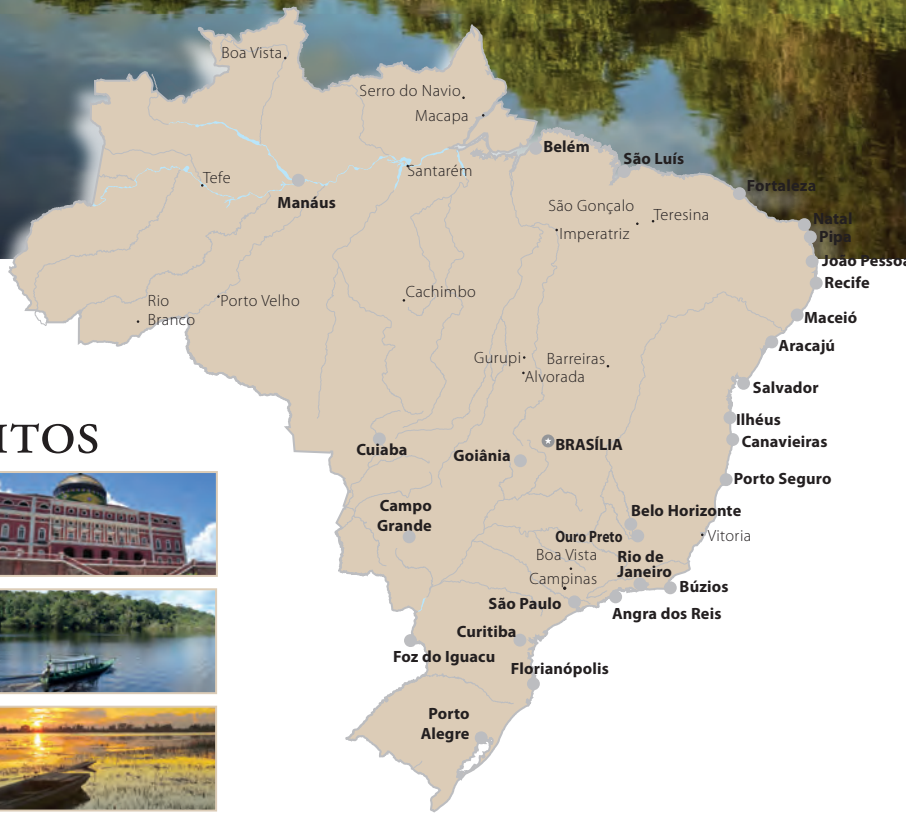 Boa Vista
Serro do Navio
Macapa
Belém
São Luís
Santarém
Tefe
Manáus
Fortaleza
São Gonçalo
Teresina
Imperatriz
Natal
Pipa
João Pessoa
Recife
Cachimbo
Rio
Branco
Porto Velho
Maceió
Aracajú
Gurupi
Barreiras
Alvorada
Salvador
Ilhéus
ITOS
Cuiaba
Goiânia
BRASÍLIA
Canavieiras
Porto Seguro
Campo
Grande
Belo Horizonte
Ouro Preto
Vitoria
Boa Vista
Rio de
Janeiro
Campinas
Búzios
São Paulo
Angra dos Reis
Curitiba
Foz do Iguacu
Florianópolis
Porto
Alegre